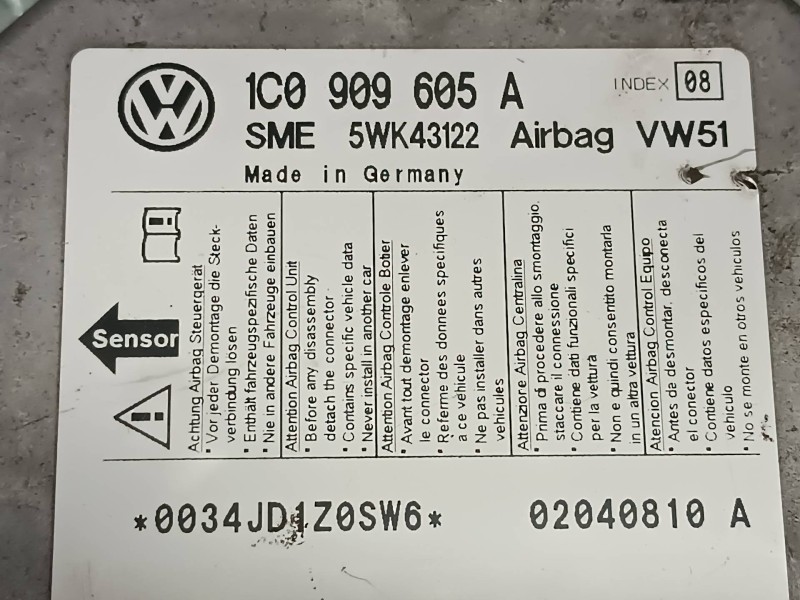 1C0 909 605 A INDEX 08
SME 5WK43122 Airbag VW51
Made in Germany
Sensor
Achtung Airbag Steuergerät
• Vor jeder Demontage die Steck-
verbindung lösen
• Enthält fahrzeugspezifische Daten
• Nie in andere Fahrzeuge einbauen
Attention Airbag Control Unit
• Before any disassembly
detach the connector
• Contains specific vehicle data
• Never install in another car
Attention Airbag Controle Botier
• Avant tout demontage enlever
le connector
• Referme des données specifiques
a ce véhicule
• Ne pas installer dans autres
véhicules
Attenzione Airbag Centralina
• Prima di procedere allo smontaggio.
staccare il connessione
• Contiene dati funzionali specifici
per la vettura
• Non e quindi consentito montarla
in un altra vettura
Atencion Airbag Control Equipo
• Antes de desmontar, desconecta
el conector
• Contiene datos especificos del
vehiculo
• No se monte en otros vehiculos
*0034JD1Z0SW6* 02040810 A